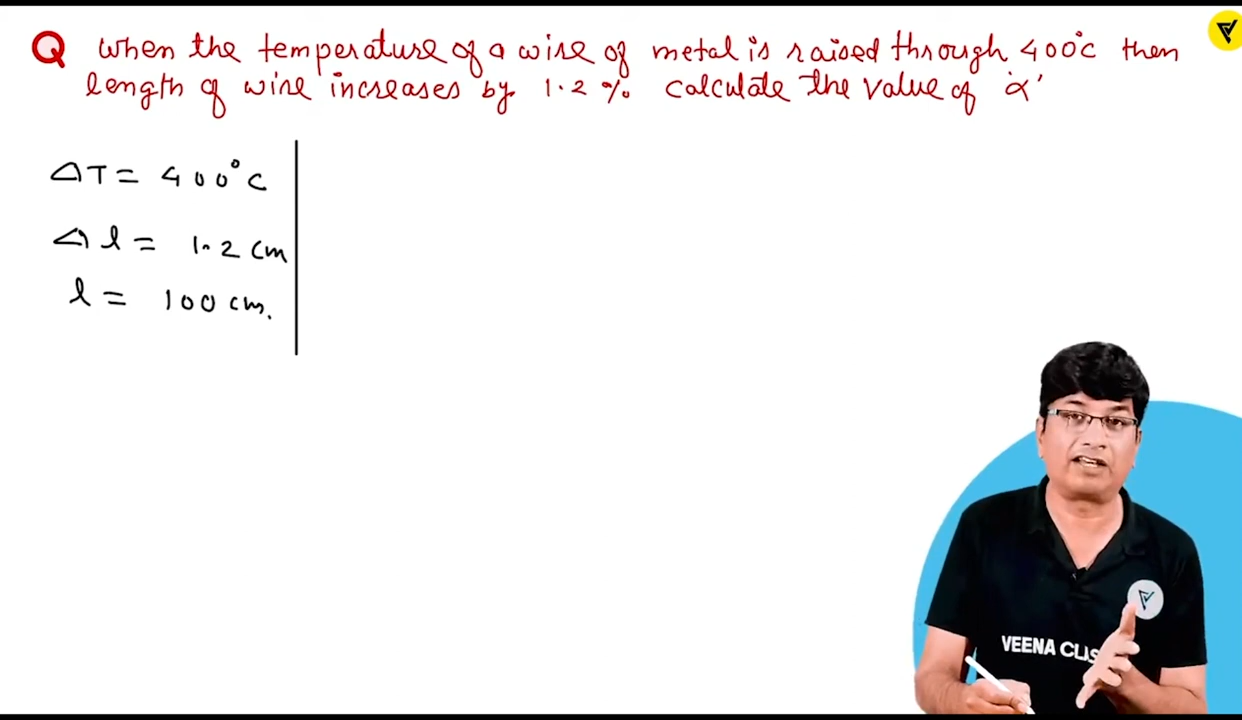 Q when the temperature of a wire of metal is raised through 400°C then
length of wire increases by 1.2 % calculate the value of 'α'
ΔT = 400°C
Δl = 1.2 cm
l = 100 cm.
VEENA CLAS